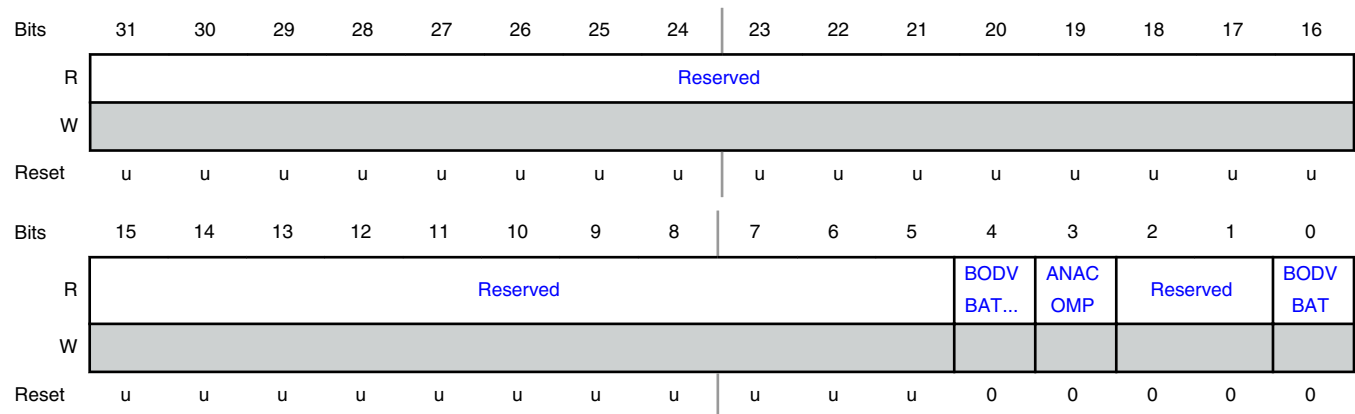 Bits 31 30 29 28 27 26 25 24 23 22 21 20 19 18 17 16
R Reserved
W
Reset u u u u u u u u u u u u u u u u
Bits 15 14 13 12 11 10 9 8 7 6 5 4 3 2 1 0
R Reserved BODV BAT... ANAC OMP Reserved BODV BAT
W
Reset u u u u u u u u u u u 0 0 0 0 0